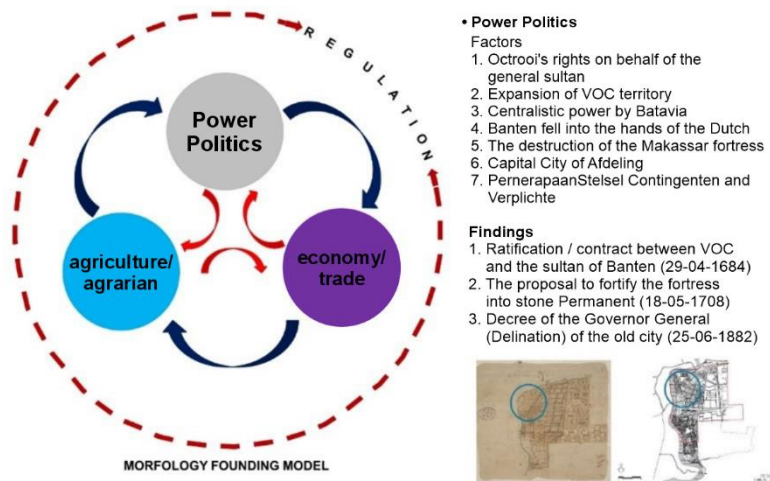 REGULATION
Power
Politics
agriculture/
agrarian
economy/
trade
MORFOLOGY FOUNDING MODEL
• Power Politics
Factors
1. Octrooi's rights on behalf of the
general sultan
2. Expansion of VOC territory
3. Centralistic power by Batavia
4. Banten fell into the hands of the Dutch
5. The destruction of the Makassar fortress
6. Capital City of Afdeling
7. PernerapaanStelsel Contingenten and
Verplichte
Findings
1. Ratification / contract between VOC
and the sultan of Banten (29-04-1684)
2. The proposal to fortify the fortress
into stone Permanent (18-05-1708)
3. Decree of the Governor General
(Delination) of the old city (25-06-1882)